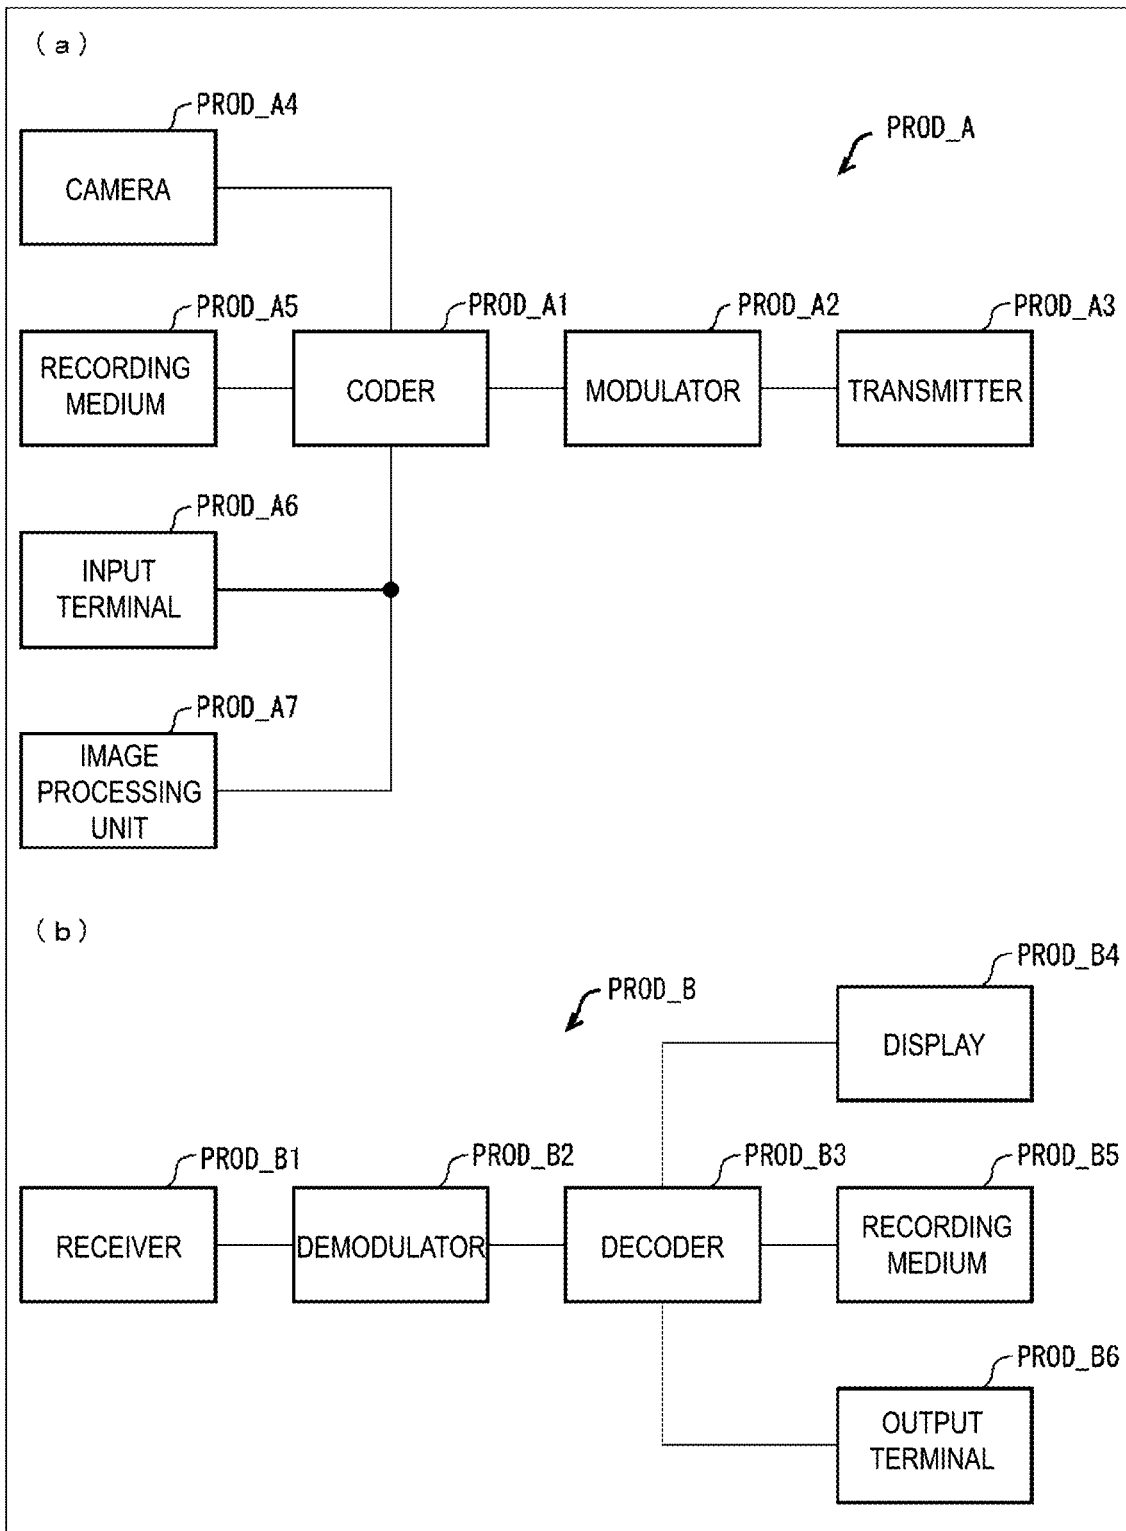 (a)
PROD_A4
CAMERA
PROD_A
PROD_A5
RECORDING
MEDIUM
PROD_A1
CODER
PROD_A2
MODULATOR
PROD_A3
TRANSMITTER
PROD_A6
INPUT
TERMINAL
PROD_A7
IMAGE
PROCESSING
UNIT
(b)
PROD_B4
DISPLAY
PROD_B
PROD_B1
RECEIVER
PROD_B2
DEMODULATOR
PROD_B3
DECODER
PROD_B5
RECORDING
MEDIUM
PROD_B6
OUTPUT
TERMINAL